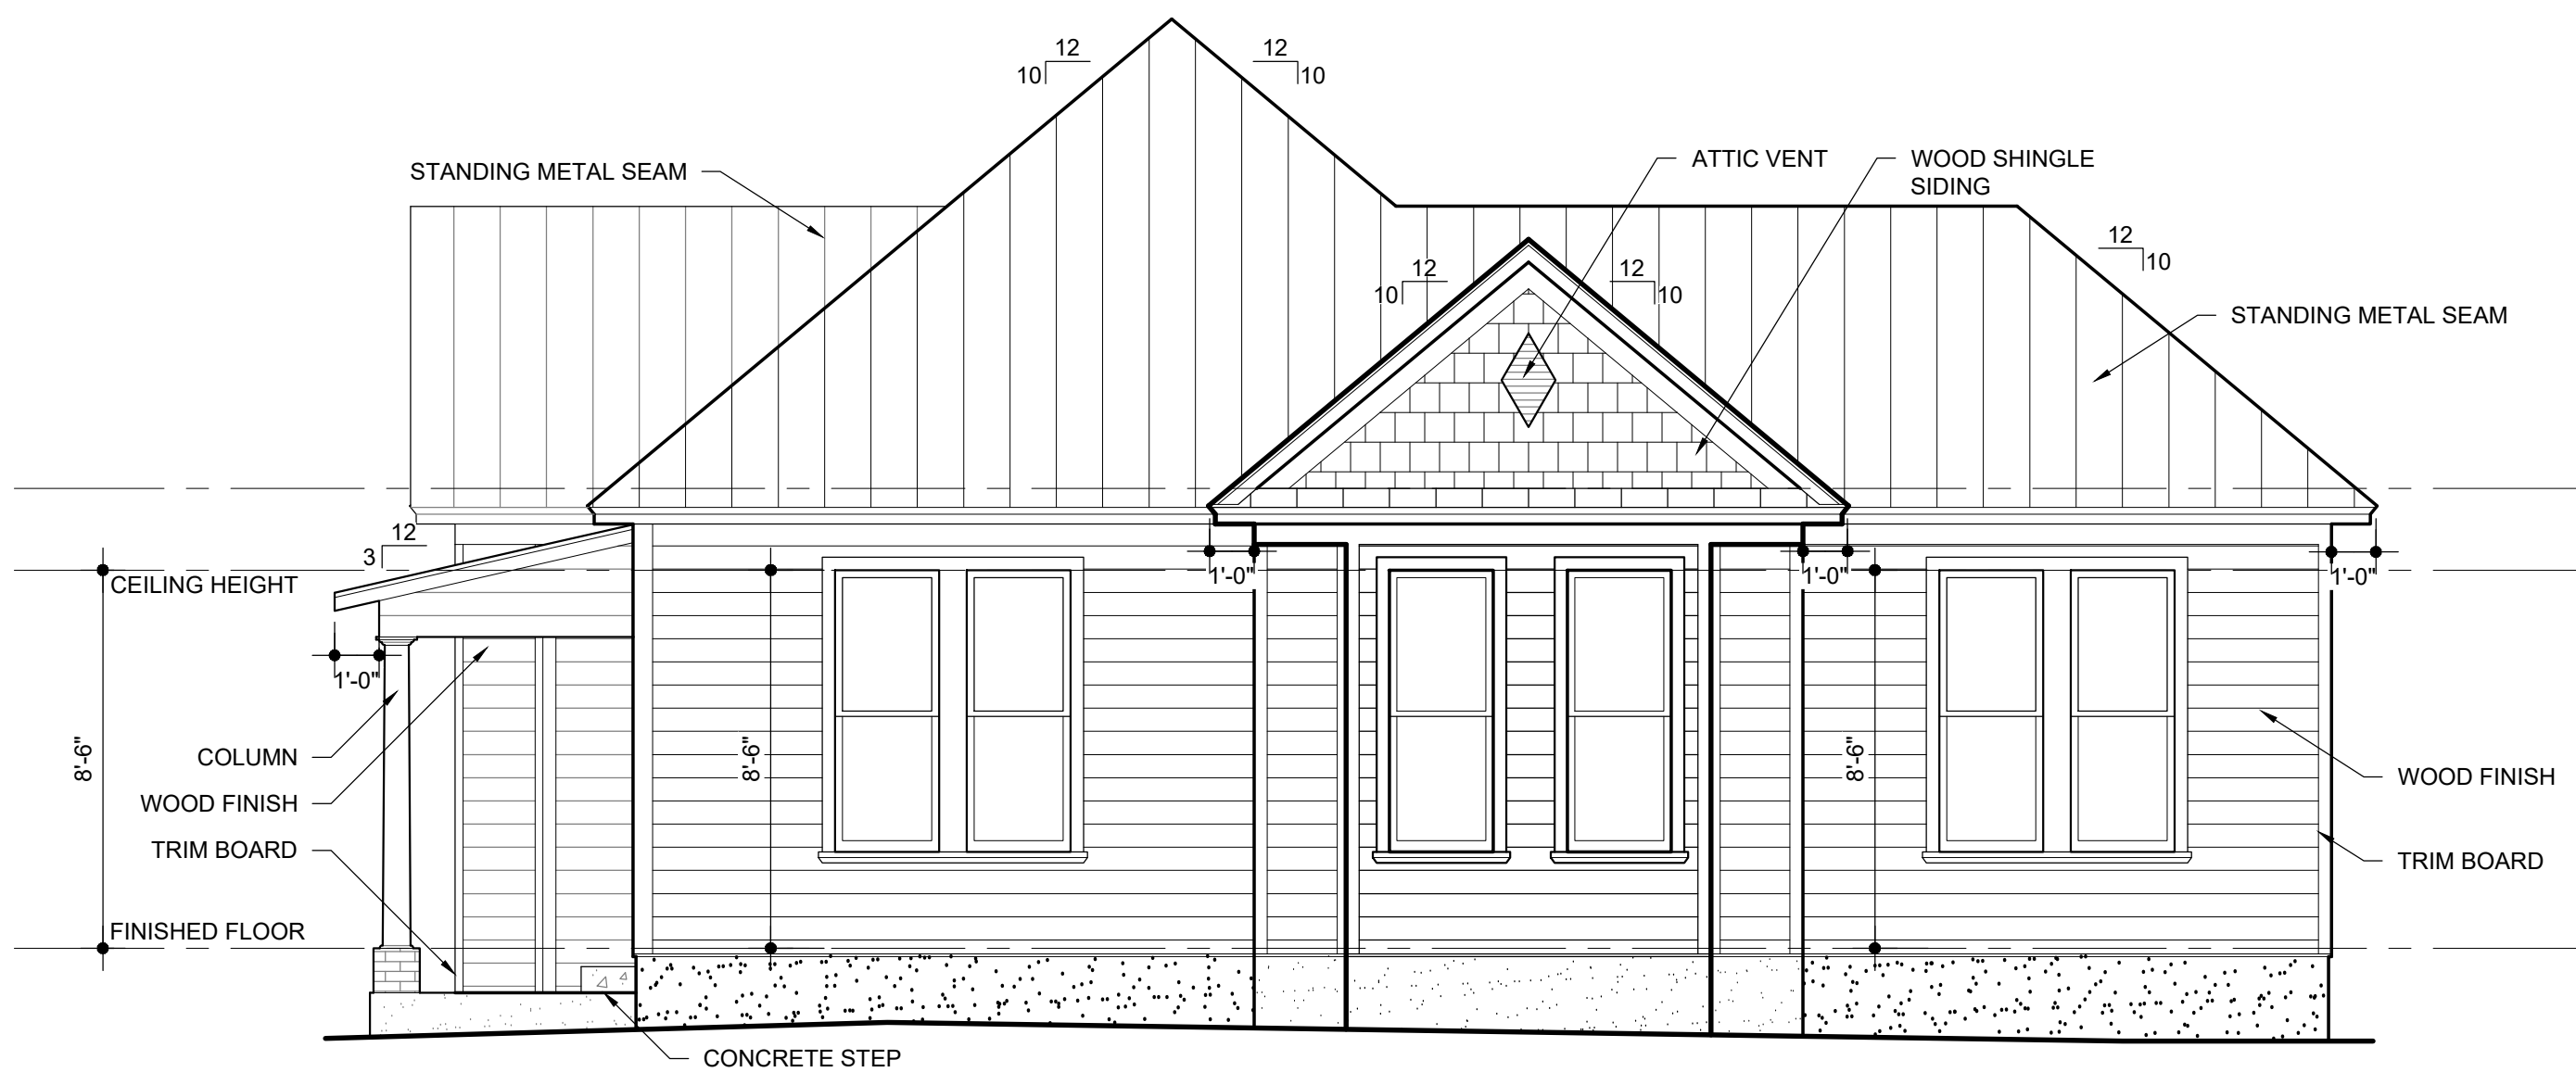 12
10
12
10
STANDING METAL SEAM
ATTIC VENT
WOOD SHINGLE
SIDING
12
10
12
10
12
10
STANDING METAL SEAM
12
3
CEILING HEIGHT
1'-0"
1'-0"
1'-0"
1'-0"
8'-6"
8'-6"
8'-6"
COLUMN
WOOD FINISH
TRIM BOARD
WOOD FINISH
TRIM BOARD
FINISHED FLOOR
CONCRETE STEP